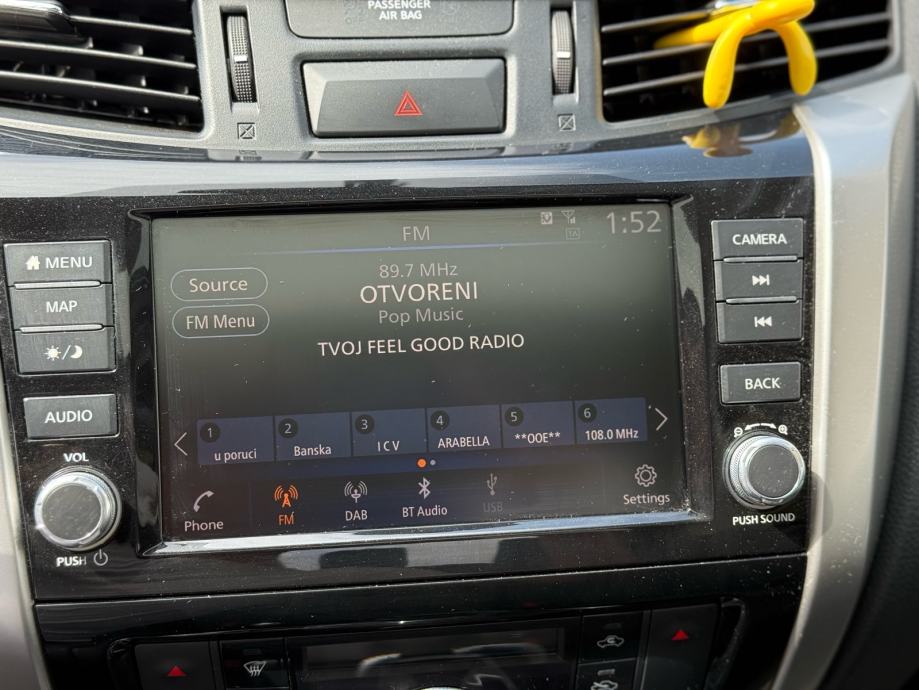 PASSENGER
AIR BAG
FM
TA
1:52
MENU
MAP
AUDIO
VOL
PUSH
Source
FM Menu
89.7 MHz
OTVORENI
Pop Music
TVOJ FEEL GOOD RADIO
1 u poruci
2 Banska
3 I C V
4 ARABELLA
5 **OOE**
6 108.0 MHz
Phone
FM
DAB
BT Audio
USB
Settings
CAMERA
BACK
PUSH SOUND